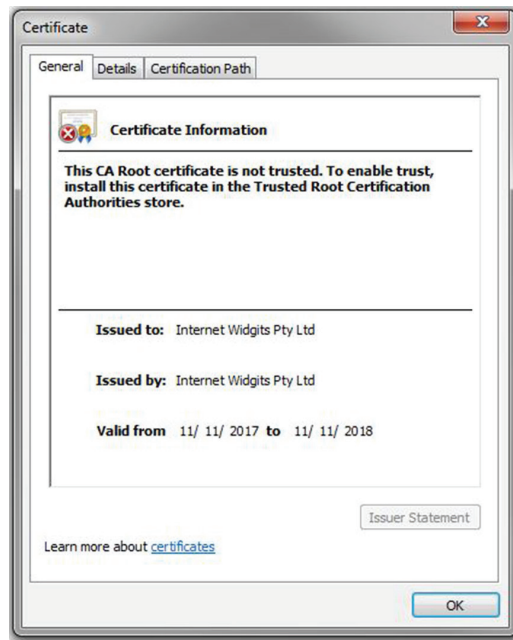 Certificate
General Details Certification Path
Certificate Information
This CA Root certificate is not trusted. To enable trust,
install this certificate in the Trusted Root Certification
Authorities store.
Issued to: Internet Widgits Pty Ltd
Issued by: Internet Widgits Pty Ltd
Valid from 11/ 11/ 2017 to 11/ 11/ 2018
Issuer Statement
Learn more about certificates
OK